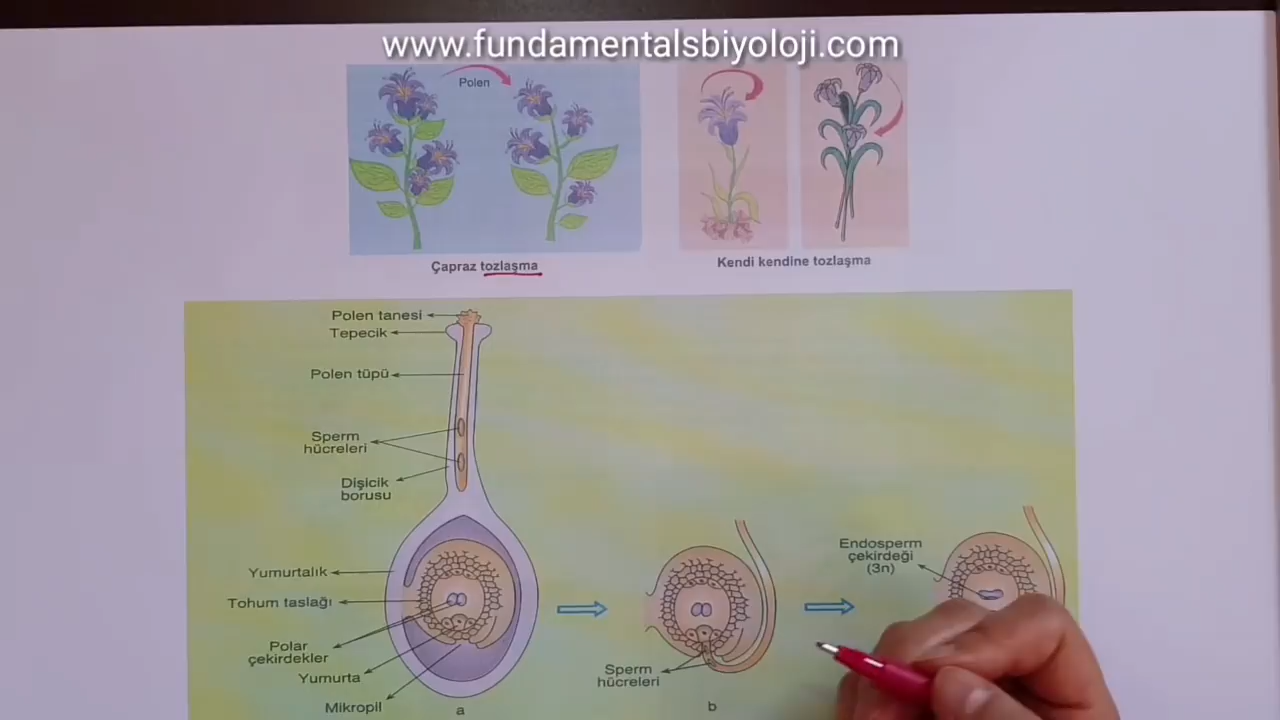 www.fundamentalsbiyoloji.com
Polen
Çapraz tozlaşma
Kendi kendine tozlaşma
Polen tanesi
Tepecik
Polen tüpü
Sperm
hücreleri
Dişicik
borusu
Yumurtalık
Tohum taslağı
Polar
çekirdekler
Yumurta
Mikropil
a
Sperm
hücreleri
b
Endosperm
çekirdeği
(3n)